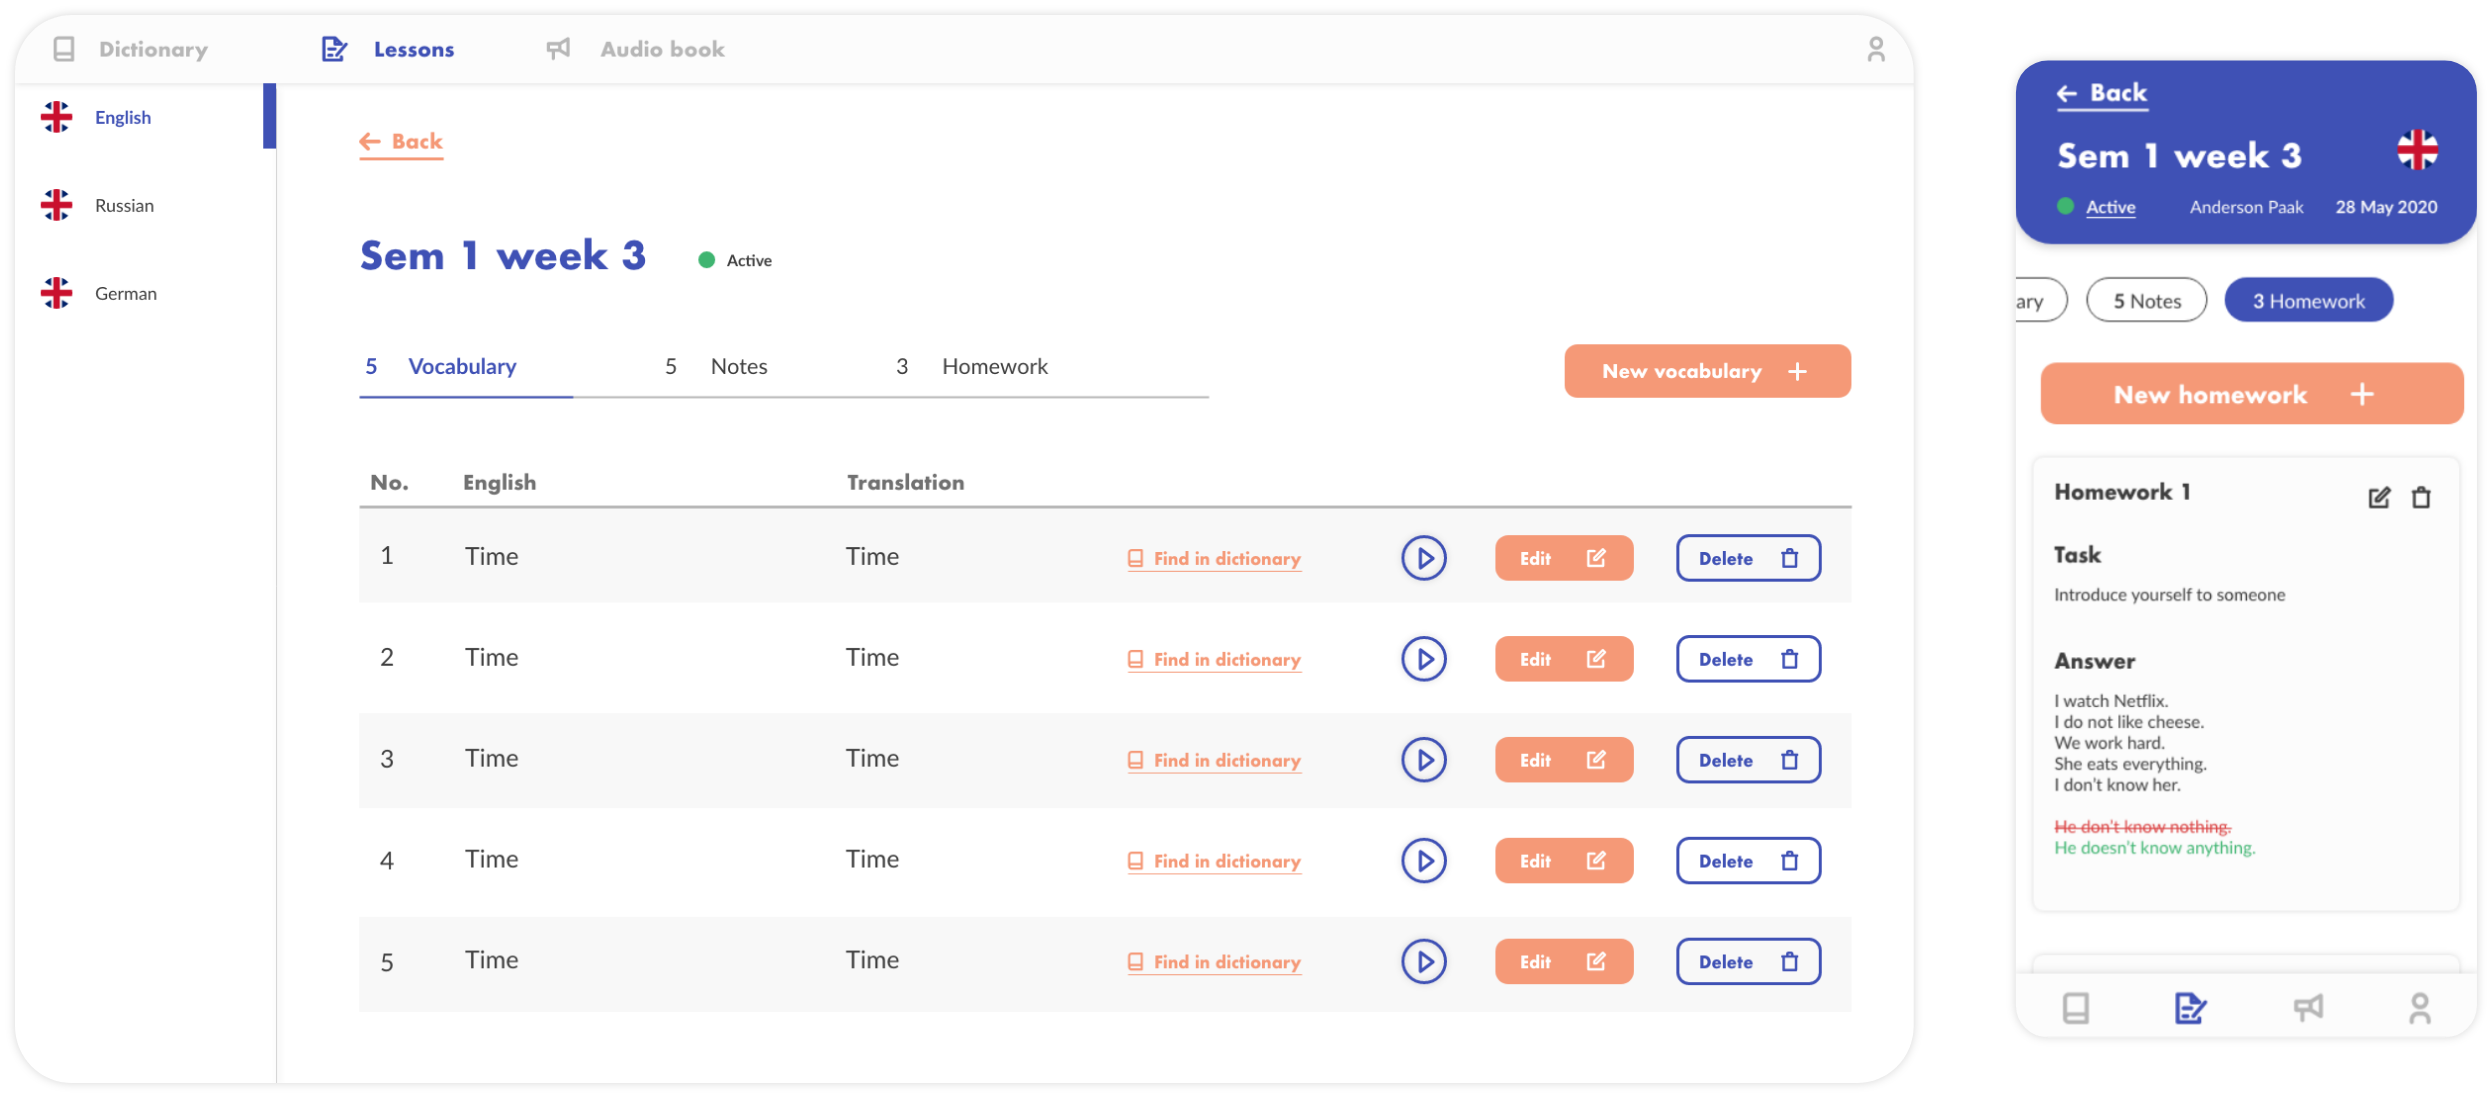 Dictionary
Lessons
Audio book
English
Russian
German
Back
Sem 1 week 3
Active
5 Vocabulary
5 Notes
3 Homework
New vocabulary +
No. English Translation
1 Time Time Find in dictionary Edit Delete
2 Time Time Find in dictionary Edit Delete
3 Time Time Find in dictionary Edit Delete
4 Time Time Find in dictionary Edit Delete
5 Time Time Find in dictionary Edit Delete
Back
Sem 1 week 3
Active Anderson Paak 28 May 2020
ary
5 Notes
3 Homework
New homework +
Homework 1
Task
Introduce yourself to someone
Answer
I watch Netflix.
I do not like cheese.
We work hard.
She eats everything.
I don't know her.
He don't know nothing.
He doesn't know anything.